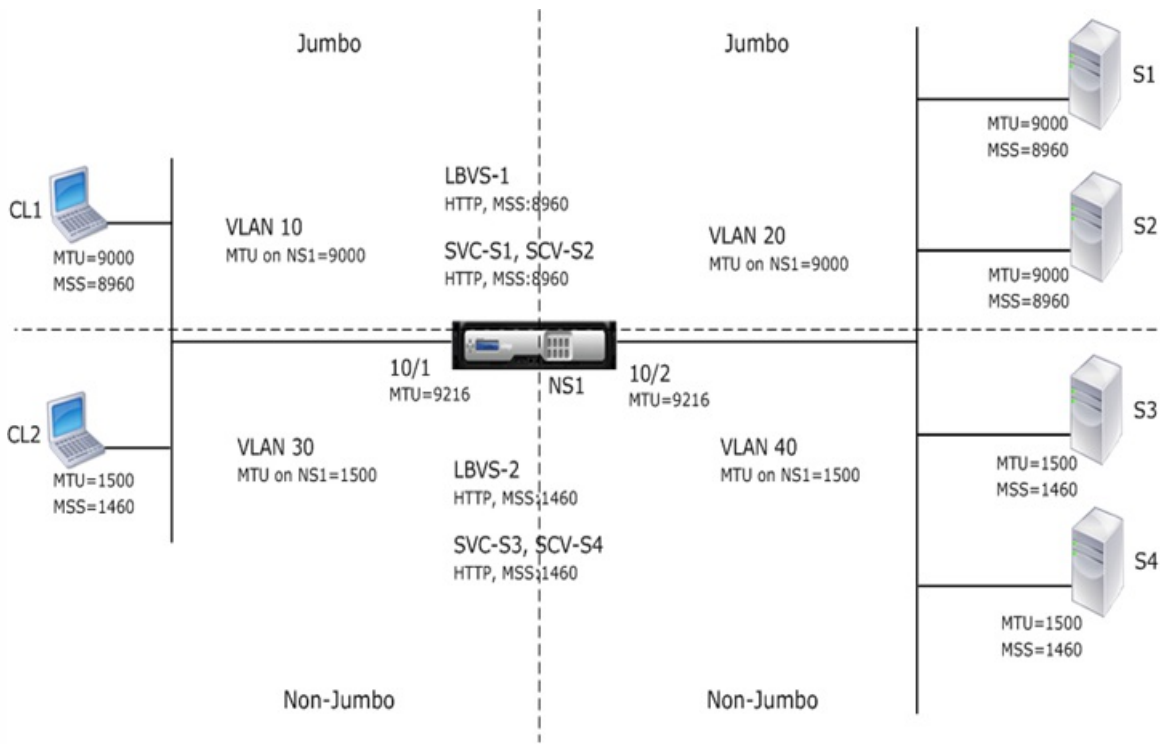 Jumbo
Jumbo
S1
MTU=9000
MSS=8960
CL1
MTU=9000
MSS=8960
VLAN 10
MTU on NS1=9000
LBVS-1
HTTP, MSS:8960
SVC-S1, SCV-S2
HTTP, MSS:8960
VLAN 20
MTU on NS1=9000
S2
MTU=9000
MSS=8960
10/1
MTU=9216
NS1
10/2
MTU=9216
CL2
MTU=1500
MSS=1460
VLAN 30
MTU on NS1=1500
LBVS-2
HTTP, MSS:1460
SVC-S3, SCV-S4
HTTP, MSS:1460
VLAN 40
MTU on NS1=1500
S3
MTU=1500
MSS=1460
S4
MTU=1500
MSS=1460
Non-Jumbo
Non-Jumbo